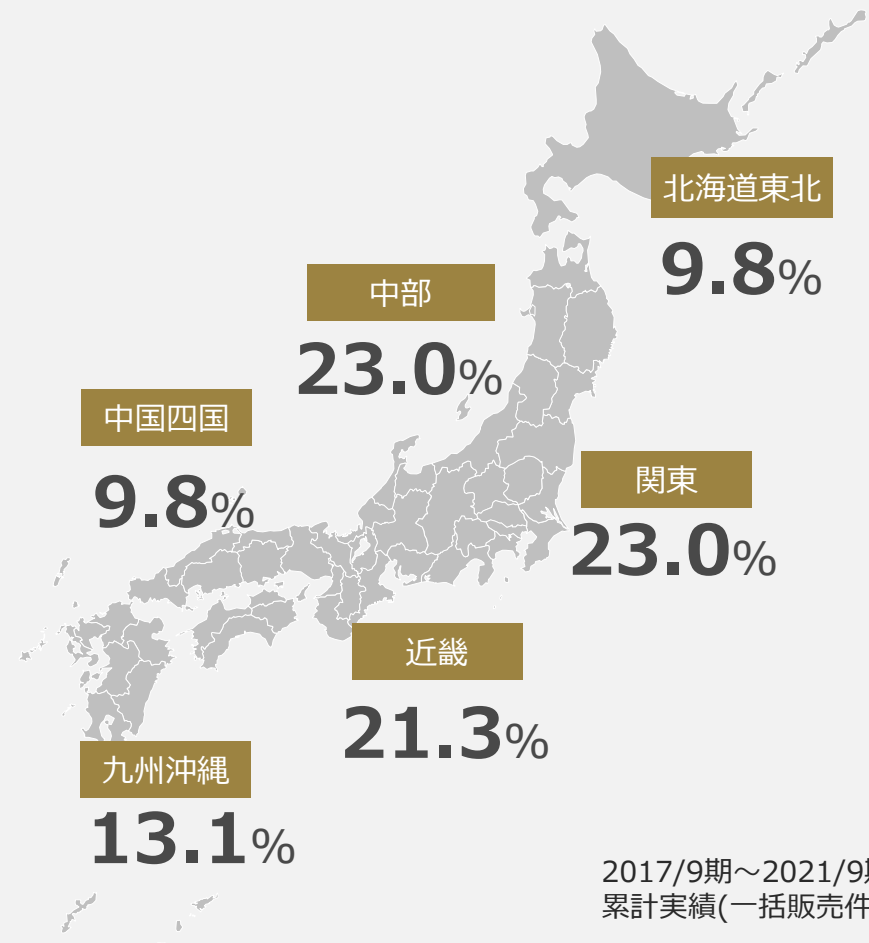 北海道東北
9.8%
中部
23.0%
中国四国
9.8%
関東
23.0%
近畿
21.3%
九州沖縄
13.1%
2017/9期～2021/9
累計実績(一括販売件